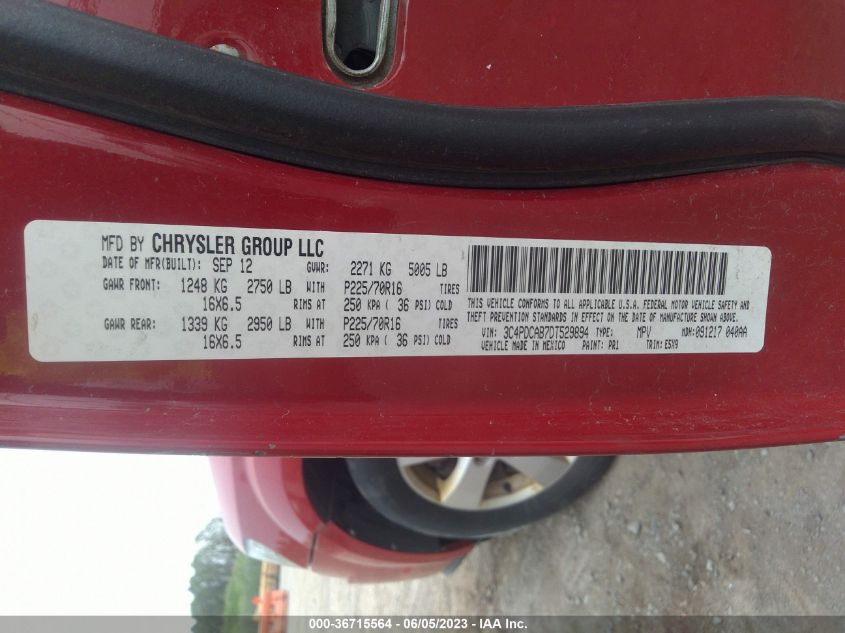 MFD BY CHRYSLER GROUP LLC
DATE OF MFR(BUILT): SEP 12 GVWR: 2271 KG 5005 LB
GAWR FRONT: 1248 KG 2750 LB WITH P225/70R16 TIRES
16X6.5 RIMS AT 250 KPA ( 36 PSI) COLD
GAWR REAR: 1339 KG 2950 LB WITH P225/70R16 TIRES
16X6.5 RIMS AT 250 KPA ( 36 PSI) COLD
THIS VEHICLE CONFORMS TO ALL APPLICABLE U.S.A. FEDERAL MOTOR VEHICLE SAFETY AND
THEFT PREVENTION STANDARDS IN EFFECT ON THE DATE OF MANUFACTURE SHOWN ABOVE.
VIN: 3C4PDCAB7DT529894 TYPE: MPV MDH: 091217 040AA
VEHICLE MADE IN MEXICO PAINT: PR1 TRIM: E5X9
000-36715564 - 06/05/2023 - IAA Inc.